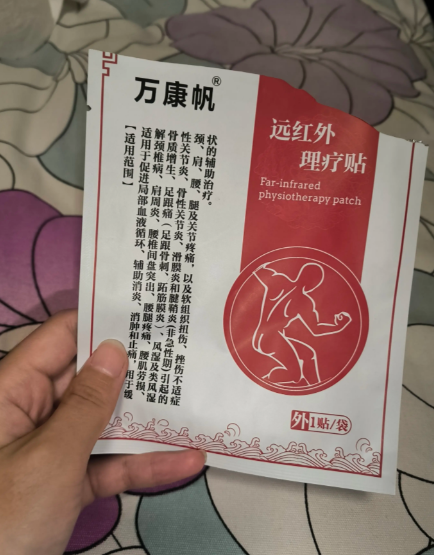 万康帆®
远红外
理疗贴
Far-infrared
physiotherapy patch
【适用范围】
适用于促进局部血液循环、辅助消炎、消肿和止痛,用于缓
解颈椎病、肩周炎、腰椎间盘突出、腰腿疼痛、腰肌劳损、
骨质增生、足跟痛(足跟骨刺、跖筋膜炎)、风湿及类风湿
性关节炎、骨性关节炎、滑膜炎和腱鞘炎(非急性期)引起的
颈、肩、腰、腿及关节疼痛,以及软组织扭伤、挫伤不适症
状的辅助治疗。
外 1贴/袋